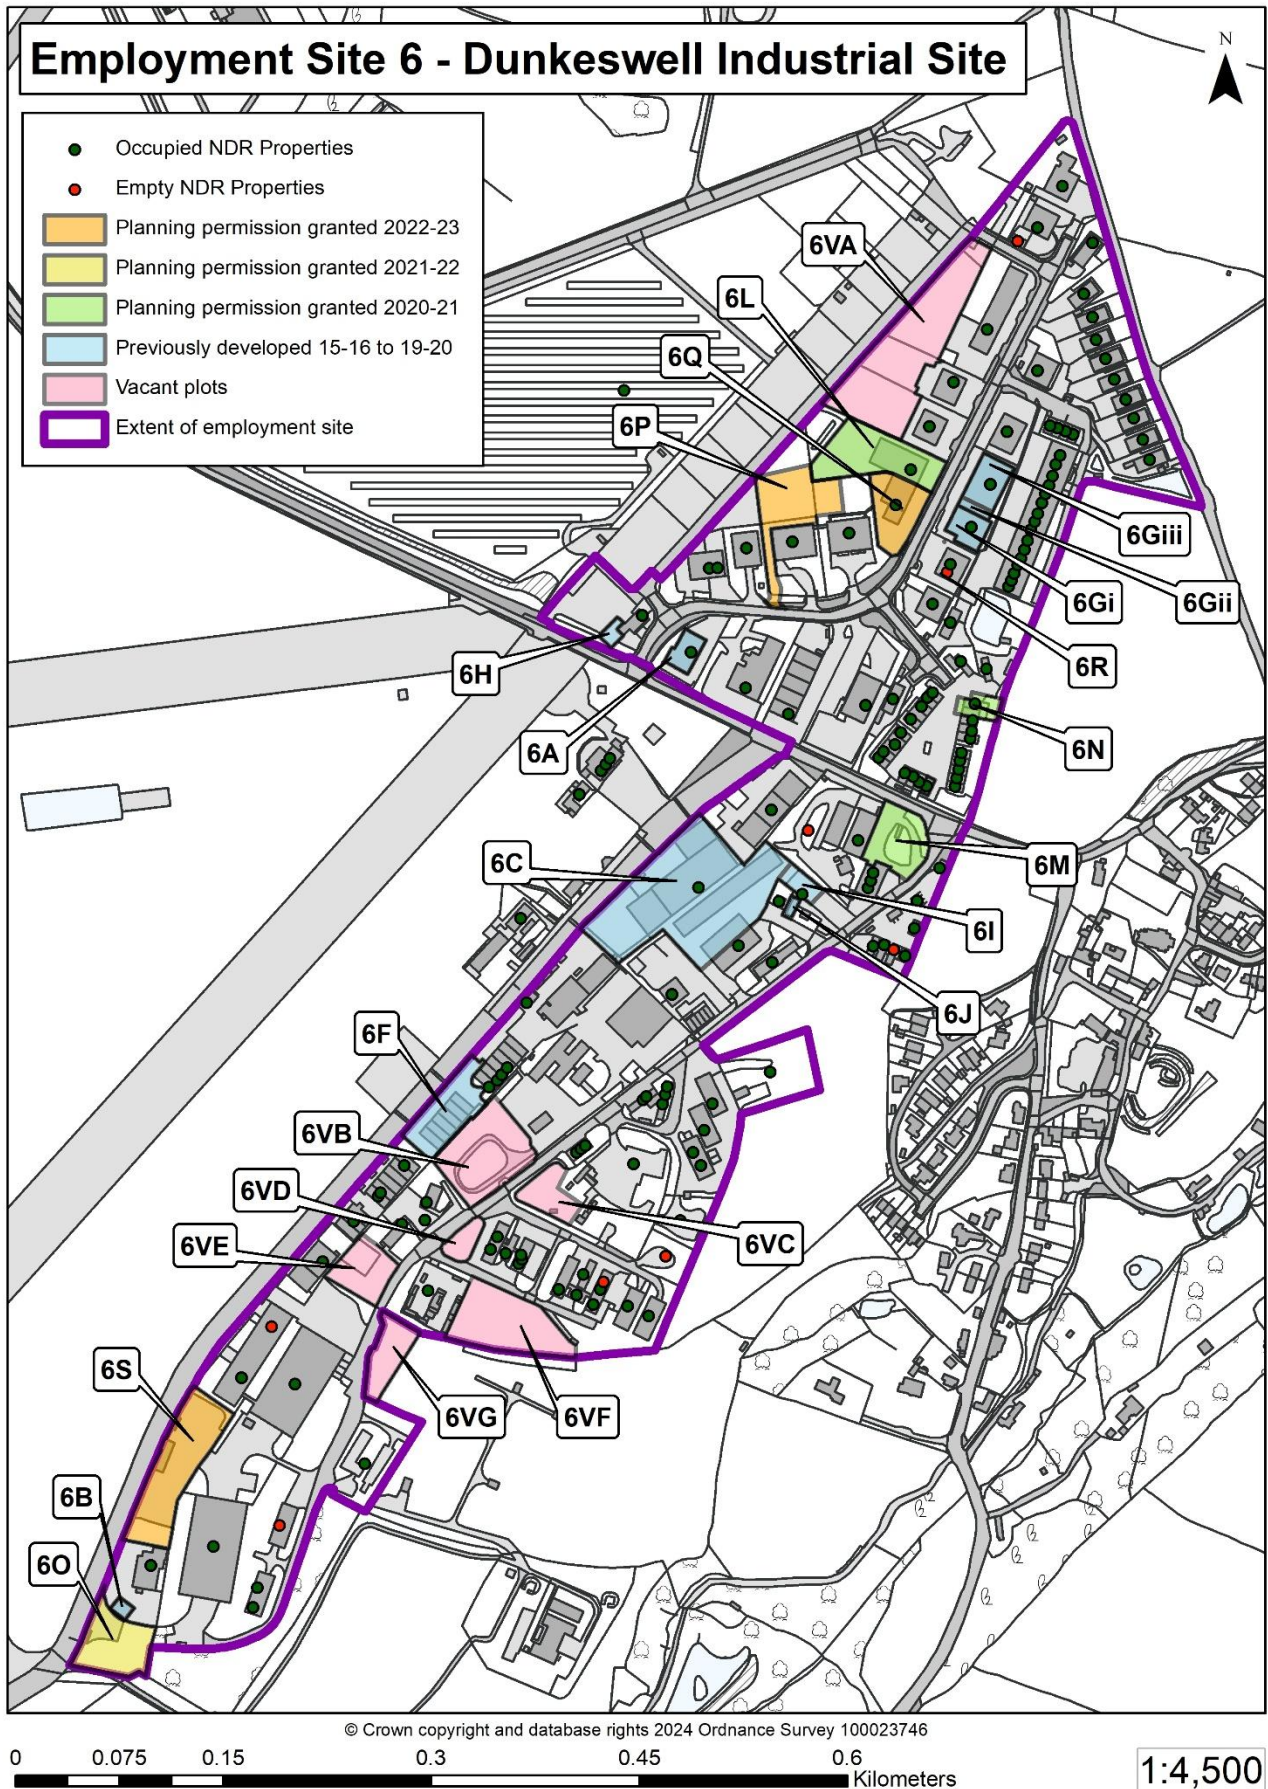 Employment Site 6 - Dunkeswell Industrial Site
N
Occupied NDR Properties
Empty NDR Properties
Planning permission granted 2022-23
Planning permission granted 2021-22
Planning permission granted 2020-21
Previously developed 15-16 to 19-20
Vacant plots
Extent of employment site
6VA
6L
6Q
6P
6Giii
6Gi
6Gii
6H
6R
6A
6N
6C
6M
6I
6J
6F
6VB
6VD
6VE
6VC
6S
6VG
6VF
6B
6O
© Crown copyright and database rights 2024 Ordnance Survey 100023746
0 0.075 0.15 0.3 0.45 0.6
Kilometers
1:4,500